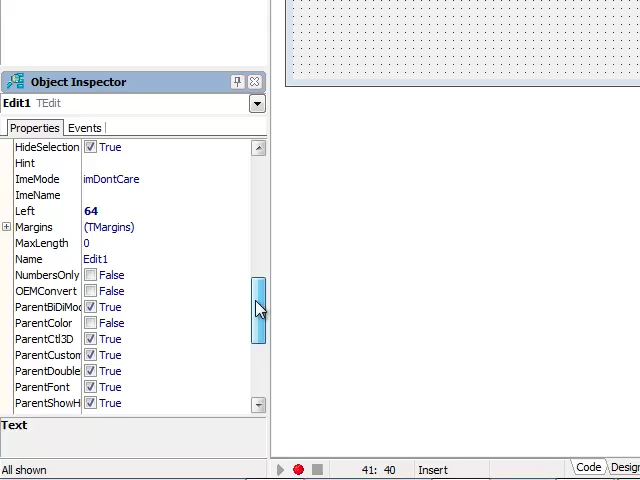 Object Inspector
Edit1 TEdit
Properties Events
HideSelection True
Hint
ImeMode imDontCare
ImeName
Left 64
Margins (TMargins)
MaxLength 0
Name Edit1
NumbersOnly False
OEMConvert False
ParentBiDiMod True
ParentColor False
ParentCtl3D True
ParentCustom True
ParentDouble True
ParentFont True
ParentShowH True
Text
All shown 41: 40 Insert Code Design